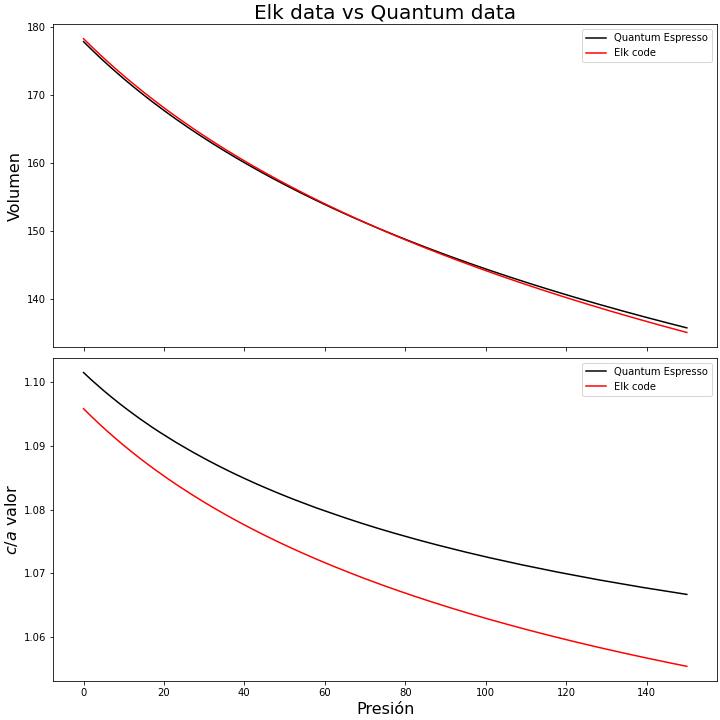 Elk data vs Quantum data
Volumen
180
170
160
150
140
Quantum Espresso
Elk code
c/a valor
1.10
1.09
1.08
1.07
1.06
Quantum Espresso
Elk code
0 20 40 60 80 100 120 140
Presión